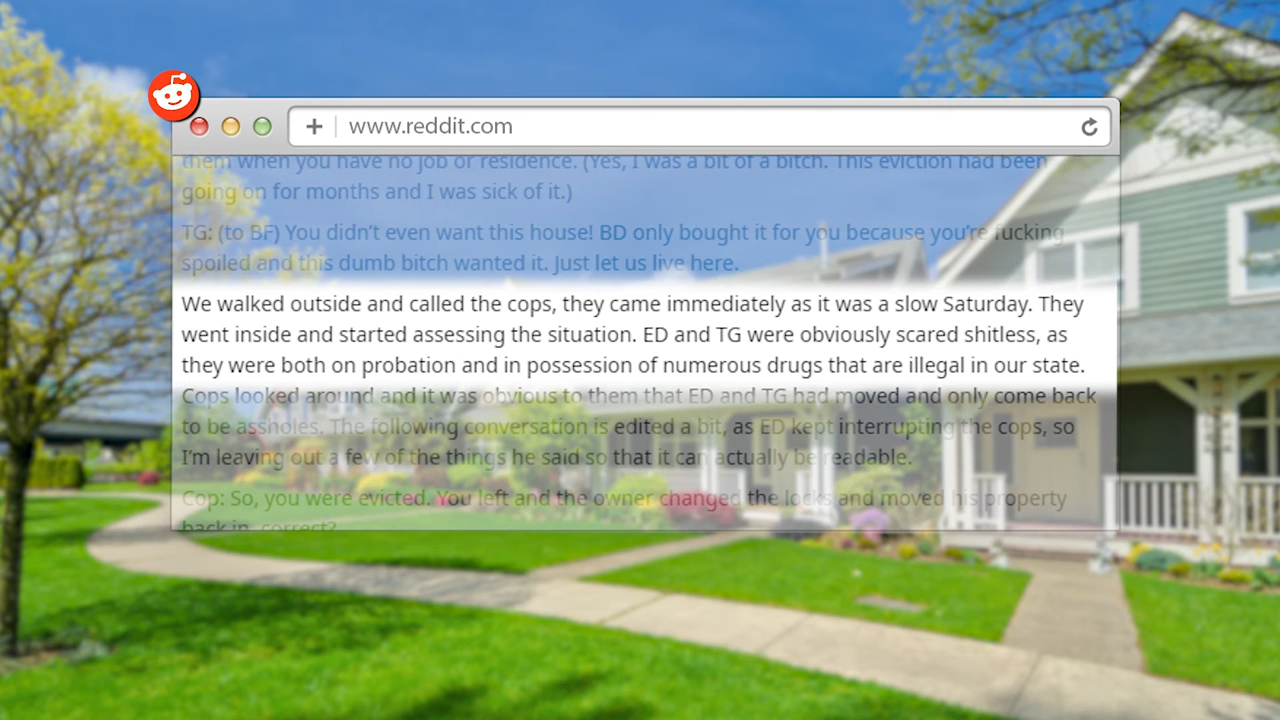 www.reddit.com
them when you have no job or residence. (Yes, I was a bit of a bitch. This eviction had been
going on for months and I was sick of it.)
TG: (to BF) You didn't even want this house! BD only bought it for you because you're fucking
spoiled and this dumb bitch wanted it. Just let us live here.
We walked outside and called the cops, they came immediately as it was a slow Saturday. They
went inside and started assessing the situation. ED and TG were obviously scared shitless, as
they were both on probation and in possession of numerous drugs that are illegal in our state.
Cops looked around and it was obvious to them that ED and TG had moved and only come back
to be assholes. The following conversation is edited a bit, as ED kept interrupting the cops, so
I'm leaving out a few of the things he said so that it can actually be readable.
Cop: So, you were evicted. You left and the owner changed the locks and moved his property
back in, correct?